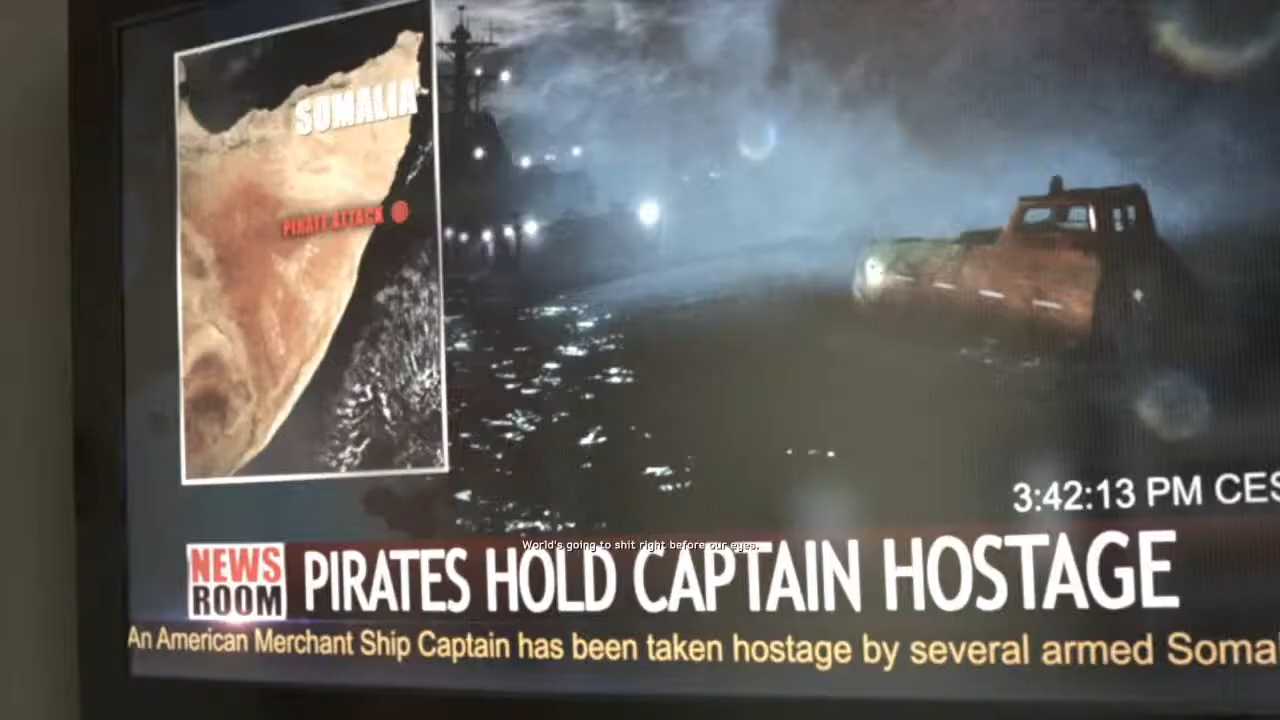 SOMALIA
PIRATE ATTACK
3:42:13 PM CES
World's going to shit right before our eyes.
NEWS
ROOM
PIRATES HOLD CAPTAIN HOSTAGE
An American Merchant Ship Captain has been taken hostage by several armed Soma